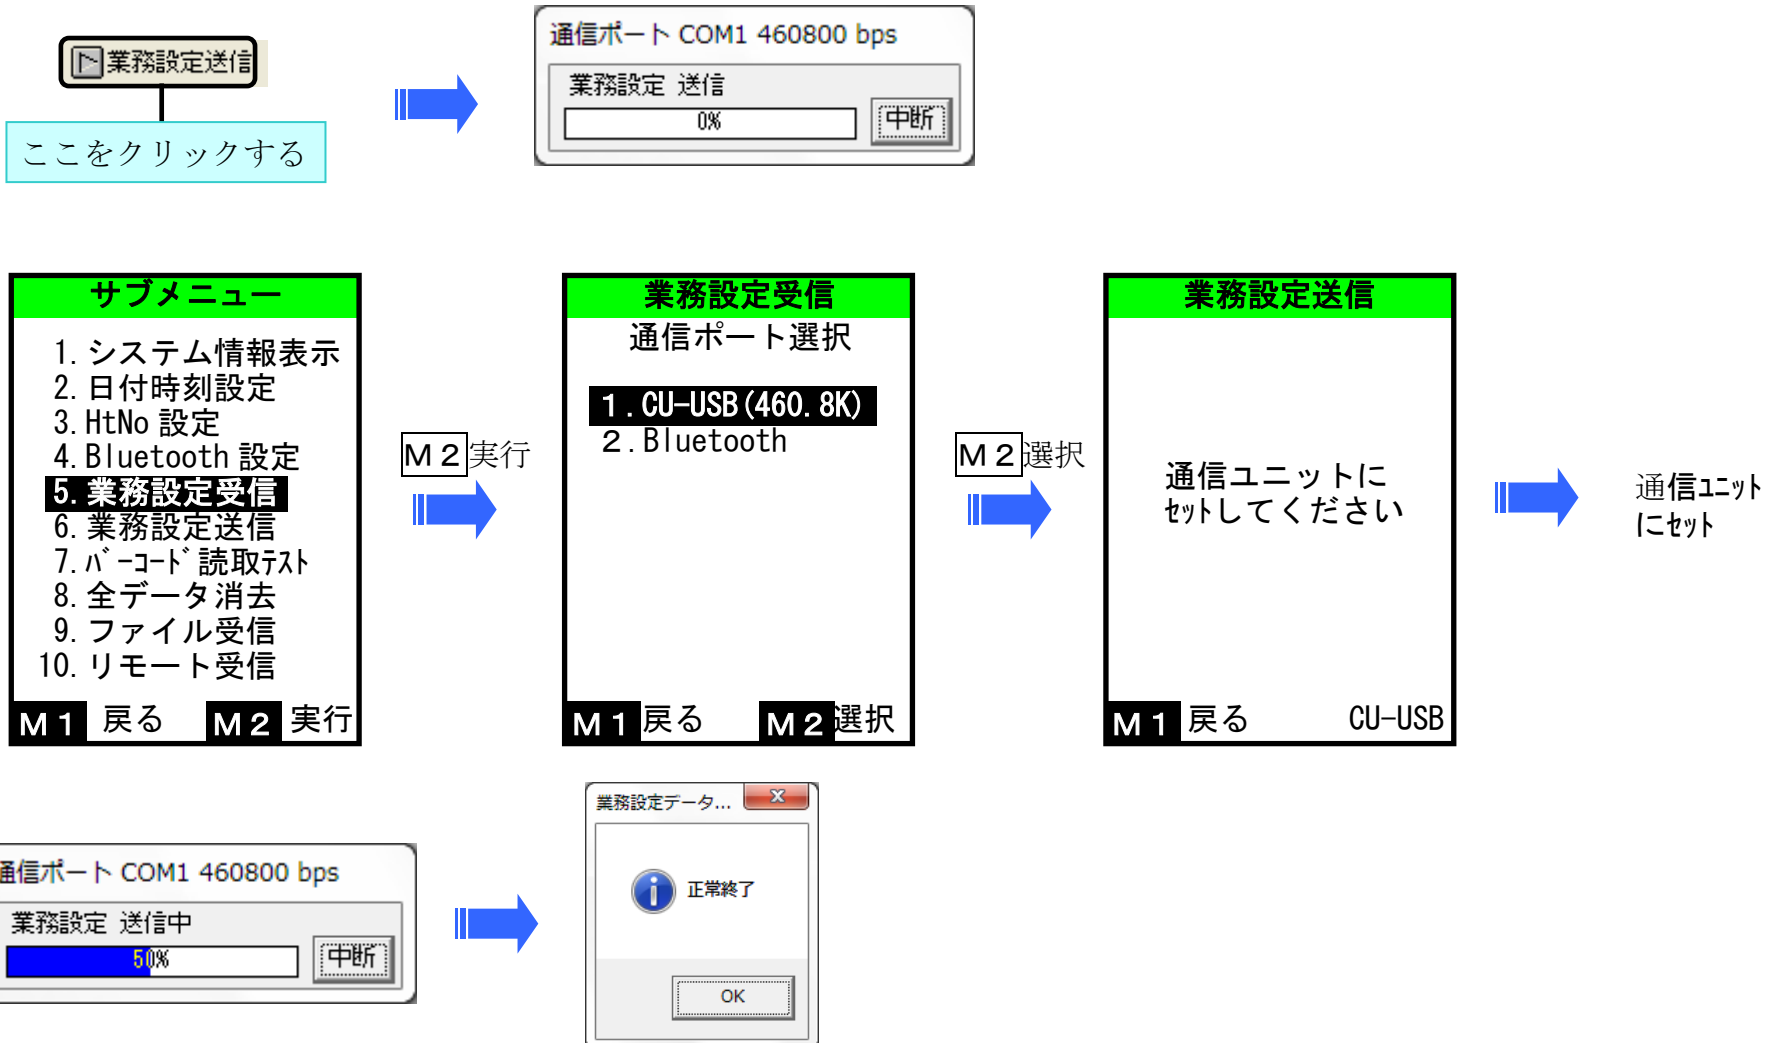 業務設定送信
ここをクリックする
通信ポート COM1 460800 bps
業務設定 送信
0%
中断
サブメニュー
1. システム情報表示
2. 日付時刻設定
3. HtNo 設定
4. Bluetooth 設定
5. 業務設定受信
6. 業務設定送信
7. ﾊﾞｰｺｰﾄﾞ読取ﾃｽﾄ
8. 全データ消去
9. ファイル受信
10. リモート受信
M1 戻る M2 実行
M2実行
業務設定受信
通信ポート選択
1. CU-USB(460.8K)
2. Bluetooth
M1 戻る M2 選択
M2選択
業務設定送信
通信ユニットに
ｾｯﾄしてください
M1 戻る CU-USB
通信ﾕﾆｯﾄ
にｾｯﾄ
通信ポート COM1 460800 bps
業務設定 送信中
50%
中断
業務設定データ...
正常終了
OK